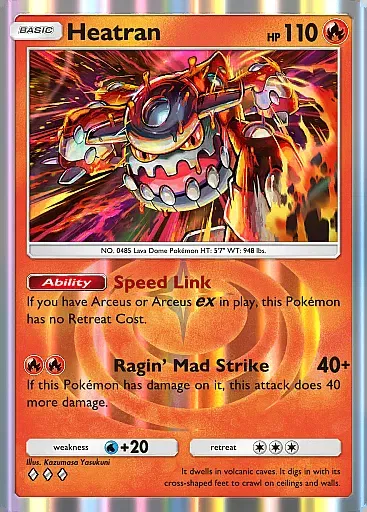 BASIC Heatran HP 110
NO. 0485 Lava Dome Pokémon HT: 5'7" WT: 948 lbs.
Ability Speed Link
If you have Arceus or Arceus ex in play, this Pokémon
has no Retreat Cost.
Ragin' Mad Strike 40+
If this Pokémon has damage on it, this attack does 40
more damage.
weakness +20 retreat
Illus. Kazumasa Yasukuni
It dwells in volcanic caves. It digs in with its
cross-shaped feet to crawl on ceilings and walls.